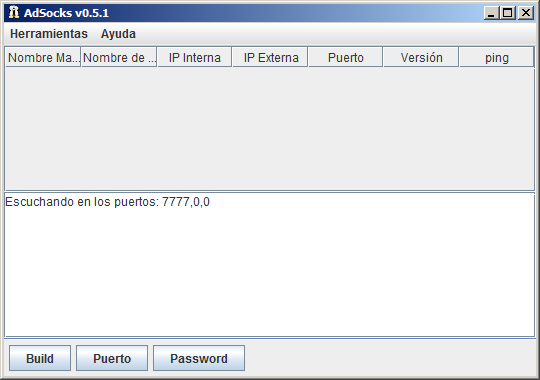 AdSocks v0.5.1
Herramientas Ayuda
Nombre Ma... Nombre de ... IP Interna IP Externa Puerto Versión ping
Escuchando en los puertos: 7777,0,0
Build Puerto Password